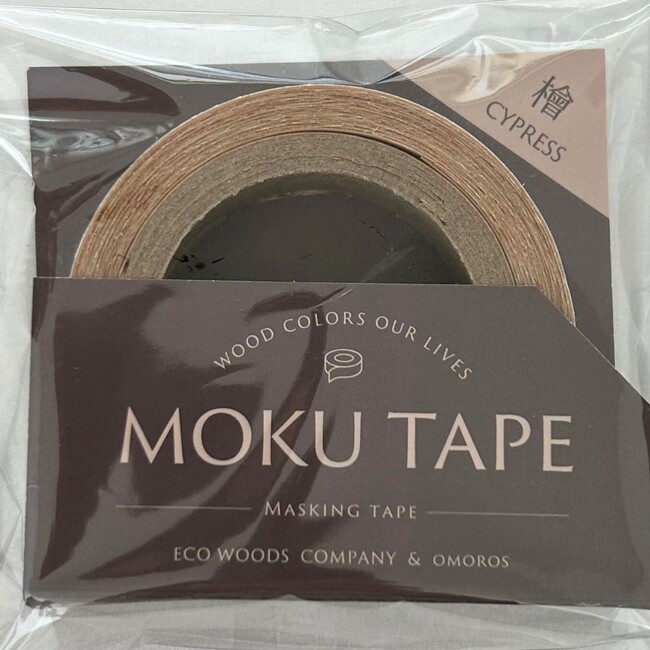 檜
CYPRESS
WOOD COLORS OUR LIVES
MOKU TAPE
MASKING TAPE
ECO WOODS COMPANY & OMOROS